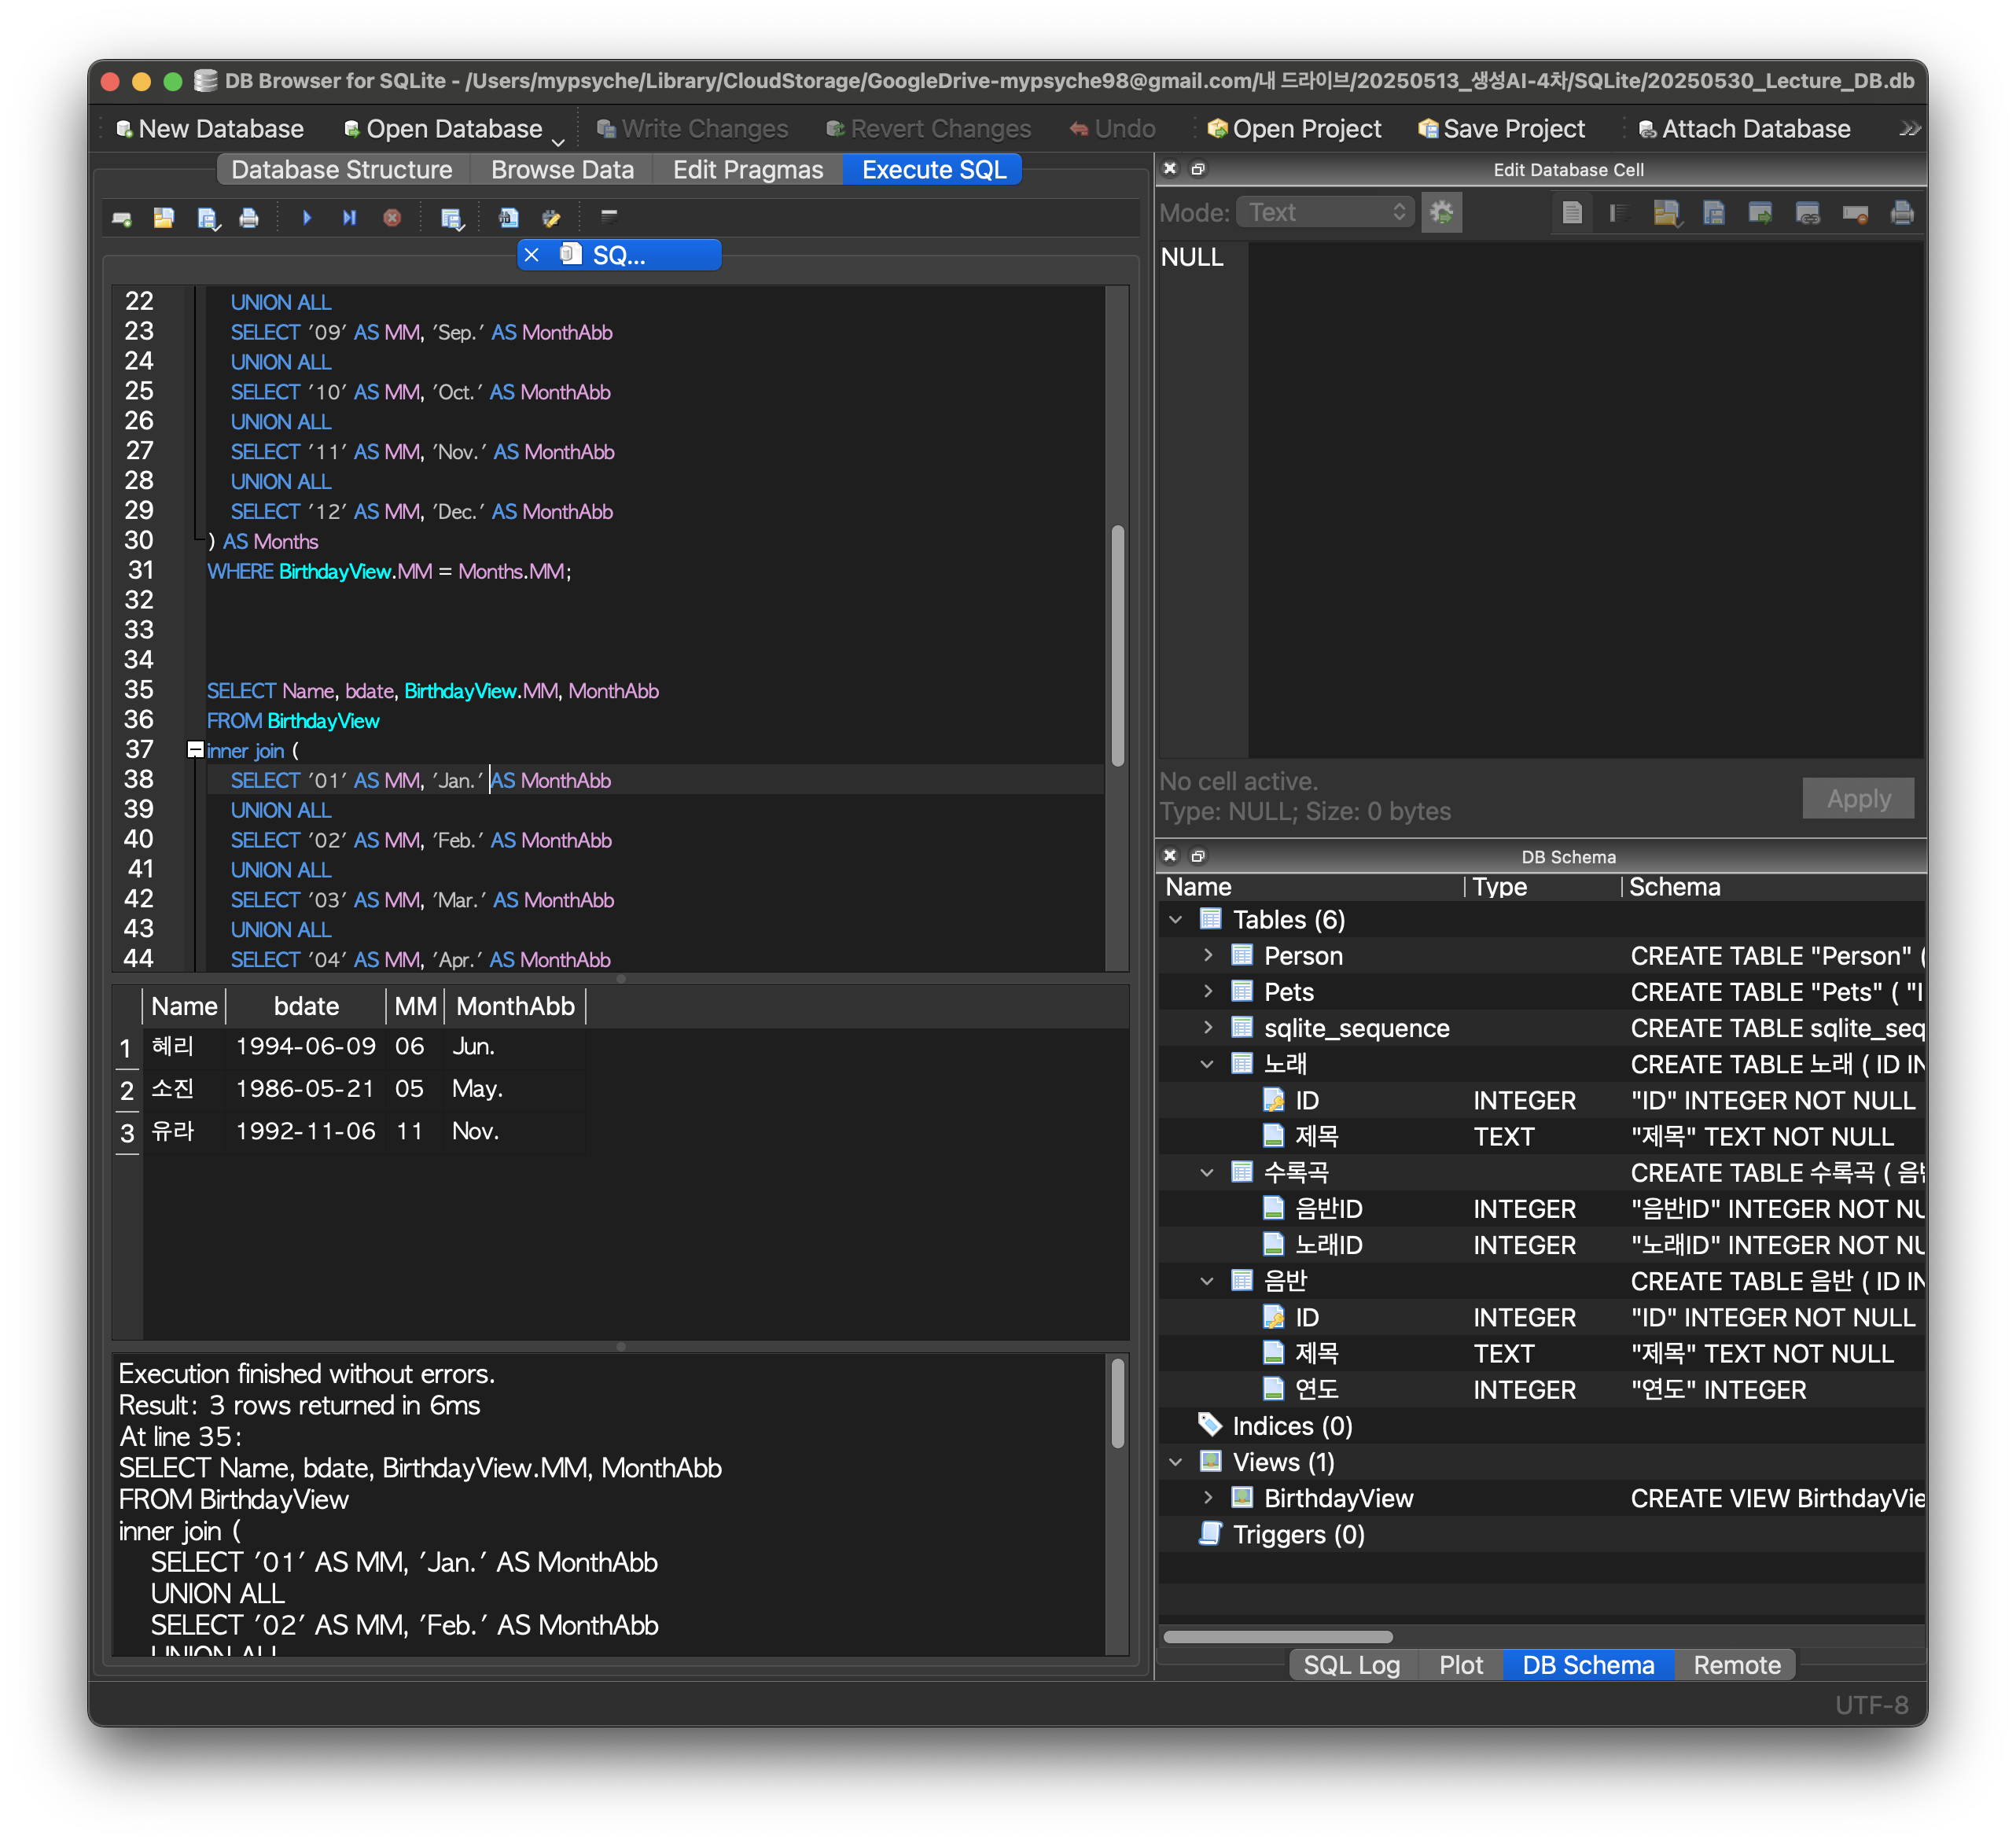 DB Browser for SQLite - /Users/mypsyche/Library/CloudStorage/GoogleDrive-mypsyche98@gmail.com/내 드라이브/20250513_생성AI-4차/SQLite/20250530_Lecture_DB.db
New Database Open Database Write Changes Revert Changes Undo Open Project Save Project Attach Database
Database Structure Browse Data Edit Pragmas Execute SQL
SQ...
22 UNION ALL
23 SELECT '09' AS MM, 'Sep.' AS MonthAbb
24 UNION ALL
25 SELECT '10' AS MM, 'Oct.' AS MonthAbb
26 UNION ALL
27 SELECT '11' AS MM, 'Nov.' AS MonthAbb
28 UNION ALL
29 SELECT '12' AS MM, 'Dec.' AS MonthAbb
30 ) AS Months
31 WHERE BirthdayView.MM = Months.MM;
32
33
34
35 SELECT Name, bdate, BirthdayView.MM, MonthAbb
36 FROM BirthdayView
37 inner join (
38 SELECT '01' AS MM, 'Jan.' AS MonthAbb
39 UNION ALL
40 SELECT '02' AS MM, 'Feb.' AS MonthAbb
41 UNION ALL
42 SELECT '03' AS MM, 'Mar.' AS MonthAbb
43 UNION ALL
44 SELECT '04' AS MM, 'Apr.' AS MonthAbb
Name bdate MM MonthAbb
1 혜리 1994-06-09 06 Jun.
2 소진 1986-05-21 05 May.
3 유라 1992-11-06 11 Nov.
Execution finished without errors.
Result: 3 rows returned in 6ms
At line 35:
SELECT Name, bdate, BirthdayView.MM, MonthAbb
FROM BirthdayView
inner join (
SELECT '01' AS MM, 'Jan.' AS MonthAbb
UNION ALL
SELECT '02' AS MM, 'Feb.' AS MonthAbb
UNION ALL
Edit Database Cell
Mode: Text
NULL
No cell active.
Type: NULL; Size: 0 bytes
Apply
DB Schema
Name Type Schema
Tables (6)
Person CREATE TABLE "Person" (
Pets CREATE TABLE "Pets" ( "I
sqlite_sequence CREATE TABLE sqlite_seq
노래 CREATE TABLE 노래 ( ID IN
ID INTEGER "ID" INTEGER NOT NULL
제목 TEXT "제목" TEXT NOT NULL
수록곡 CREATE TABLE 수록곡 ( 음반
음반ID INTEGER "음반ID" INTEGER NOT NU
노래ID INTEGER "노래ID" INTEGER NOT NU
음반 CREATE TABLE 음반 ( ID IN
ID INTEGER "ID" INTEGER NOT NULL
제목 TEXT "제목" TEXT NOT NULL
연도 INTEGER "연도" INTEGER
Indices (0)
Views (1)
BirthdayView CREATE VIEW BirthdayVie
Triggers (0)
SQL Log Plot DB Schema Remote
UTF-8